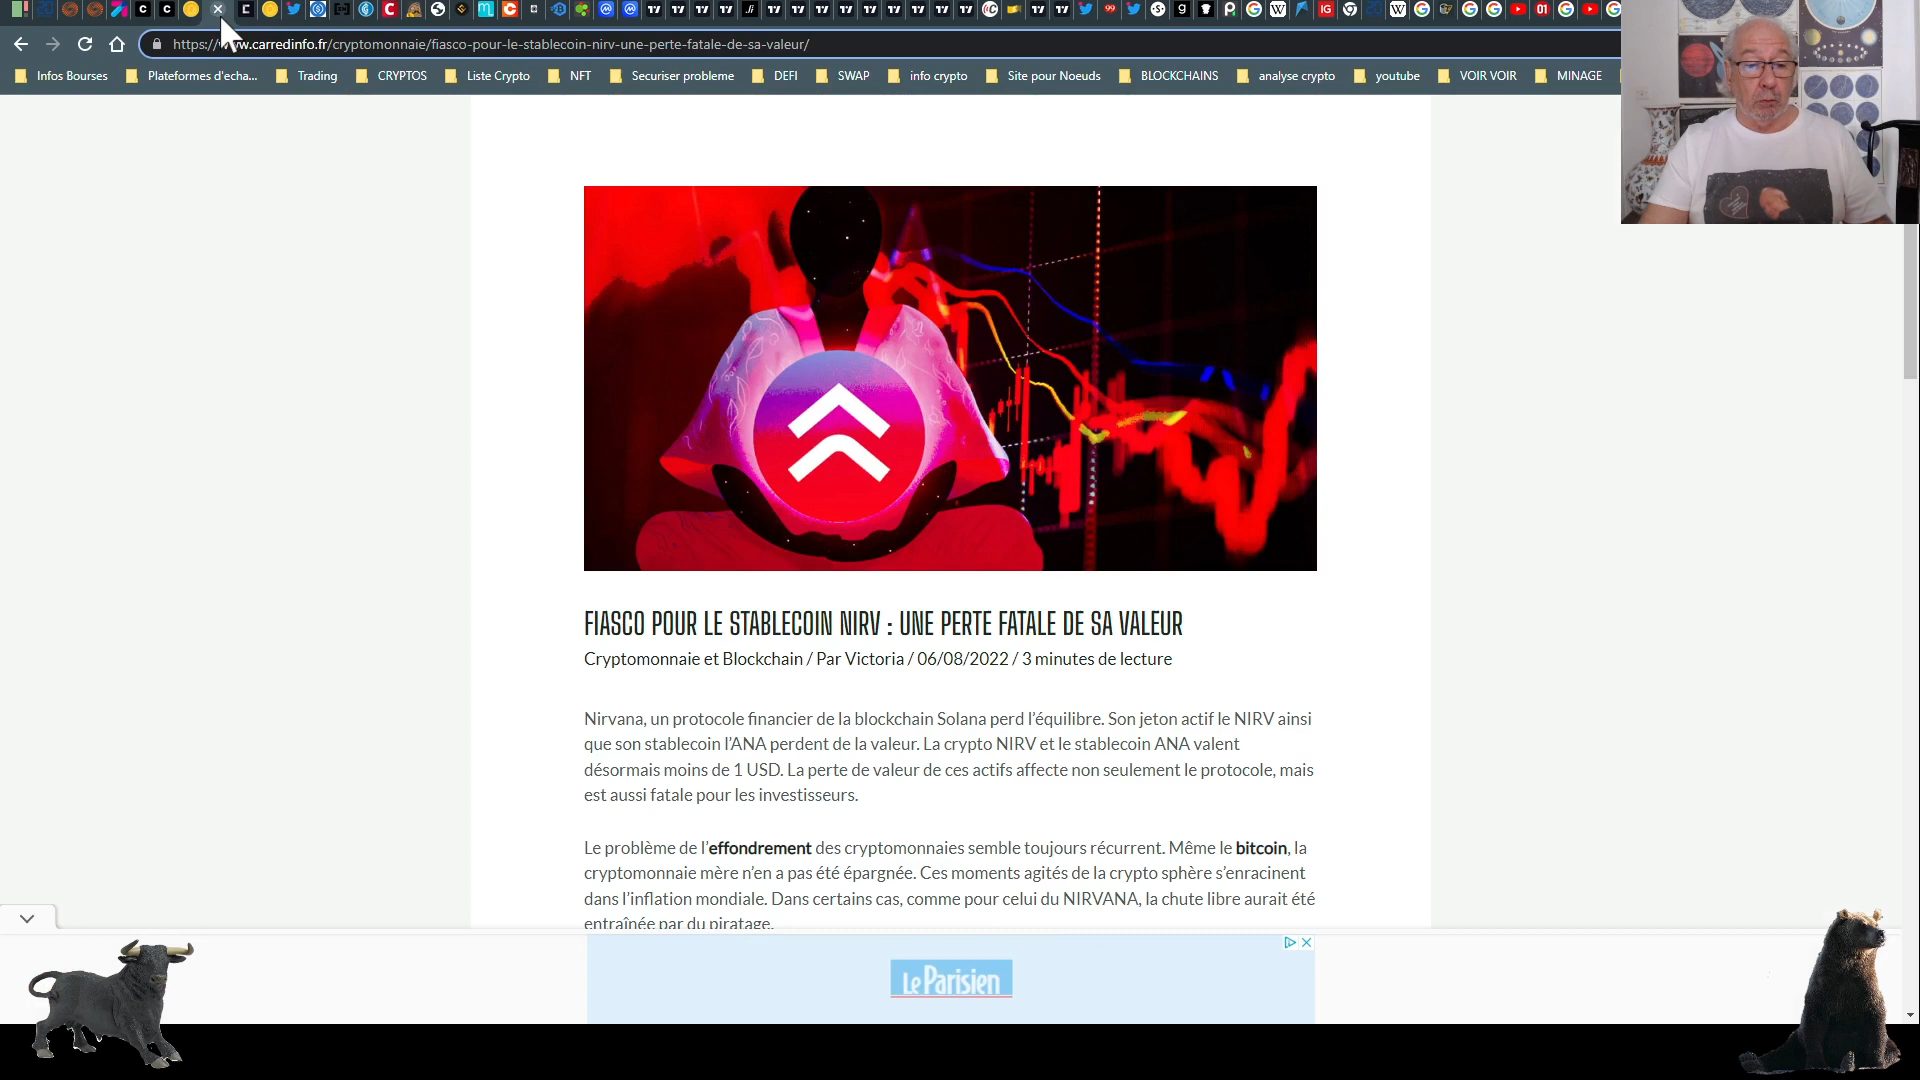 https://www.carredinfo.fr/cryptomonnaie/fiasco-pour-le-stablecoin-nirv-une-perte-fatale-de-sa-valeur/
Infos Bourses Plateformes d'echa... Trading CRYPTOS Liste Crypto NFT Securiser probleme DEFI SWAP info crypto Site pour Noeuds BLOCKCHAINS analyse crypto youtube VOIR VOIR MINAGE
FIASCO POUR LE STABLECOIN NIRV : UNE PERTE FATALE DE SA VALEUR
Cryptomonnaie et Blockchain / Par Victoria / 06/08/2022 / 3 minutes de lecture
Nirvana, un protocole financier de la blockchain Solana perd l'équilibre. Son jeton actif le NIRV ainsi
que son stablecoin l'ANA perdent de la valeur. La crypto NIRV et le stablecoin ANA valent
désormais moins de 1 USD. La perte de valeur de ces actifs affecte non seulement le protocole, mais
est aussi fatale pour les investisseurs.
Le problème de l'effondrement des cryptomonnaies semble toujours récurrent. Même le bitcoin, la
cryptomonnaie mère n'en a pas été épargnée. Ces moments agités de la crypto sphère s'enracinent
dans l'inflation mondiale. Dans certains cas, comme pour celui du NIRVANA, la chute libre aurait été
entraînée par du piratage.
Le Parisien